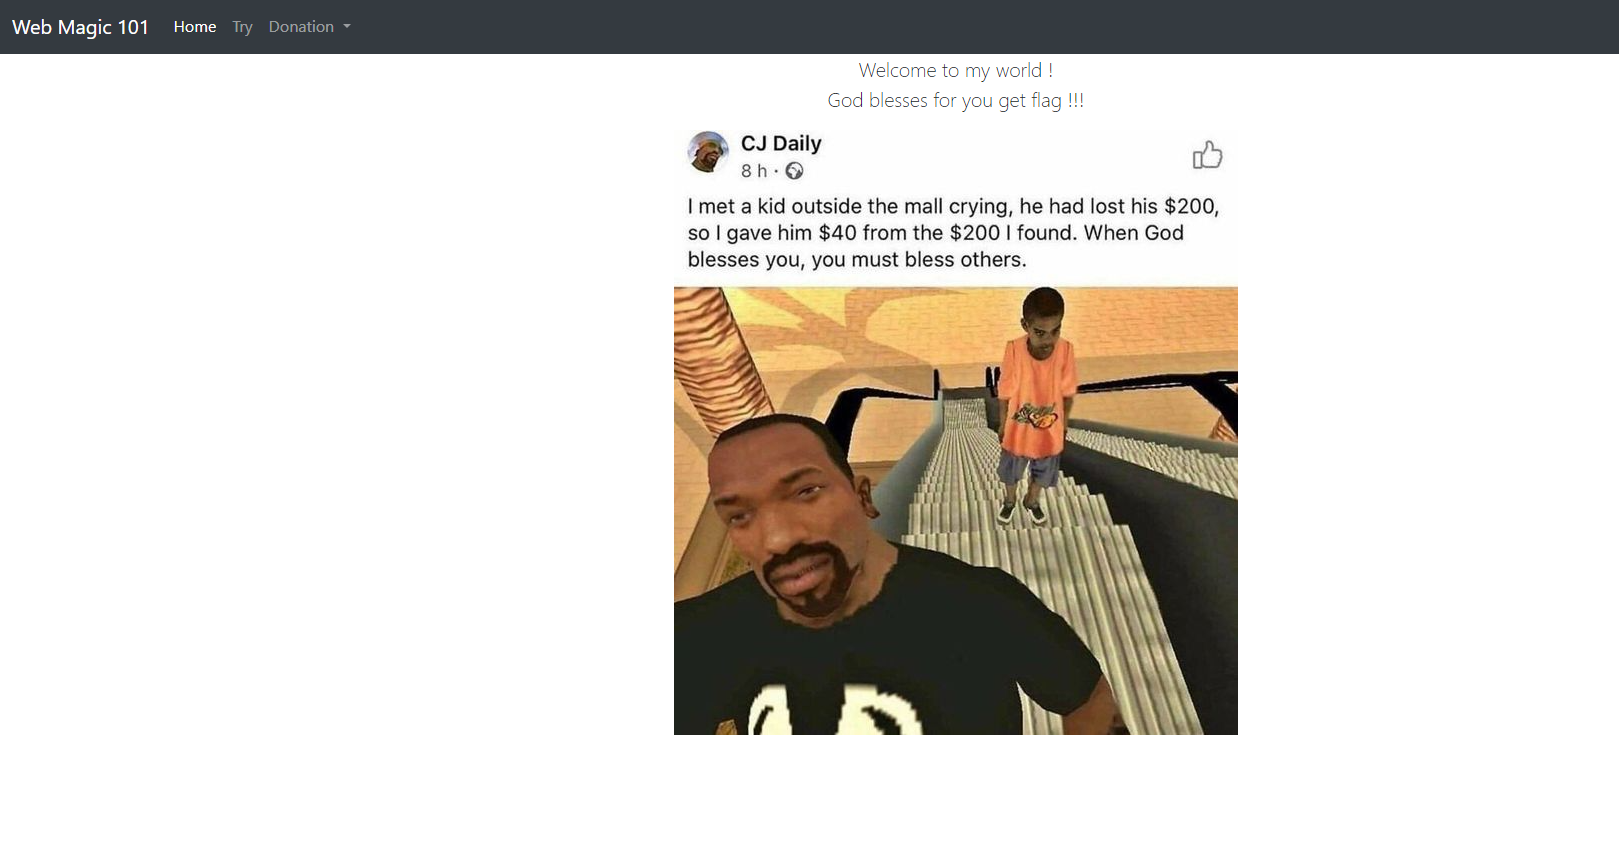 Web Magic 101 Home Try Donation
Welcome to my world !
God blesses for you get flag !!!
CJ Daily
8 h ·
I met a kid outside the mall crying, he had lost his $200,
so I gave him $40 from the $200 I found. When God
blesses you, you must bless others.